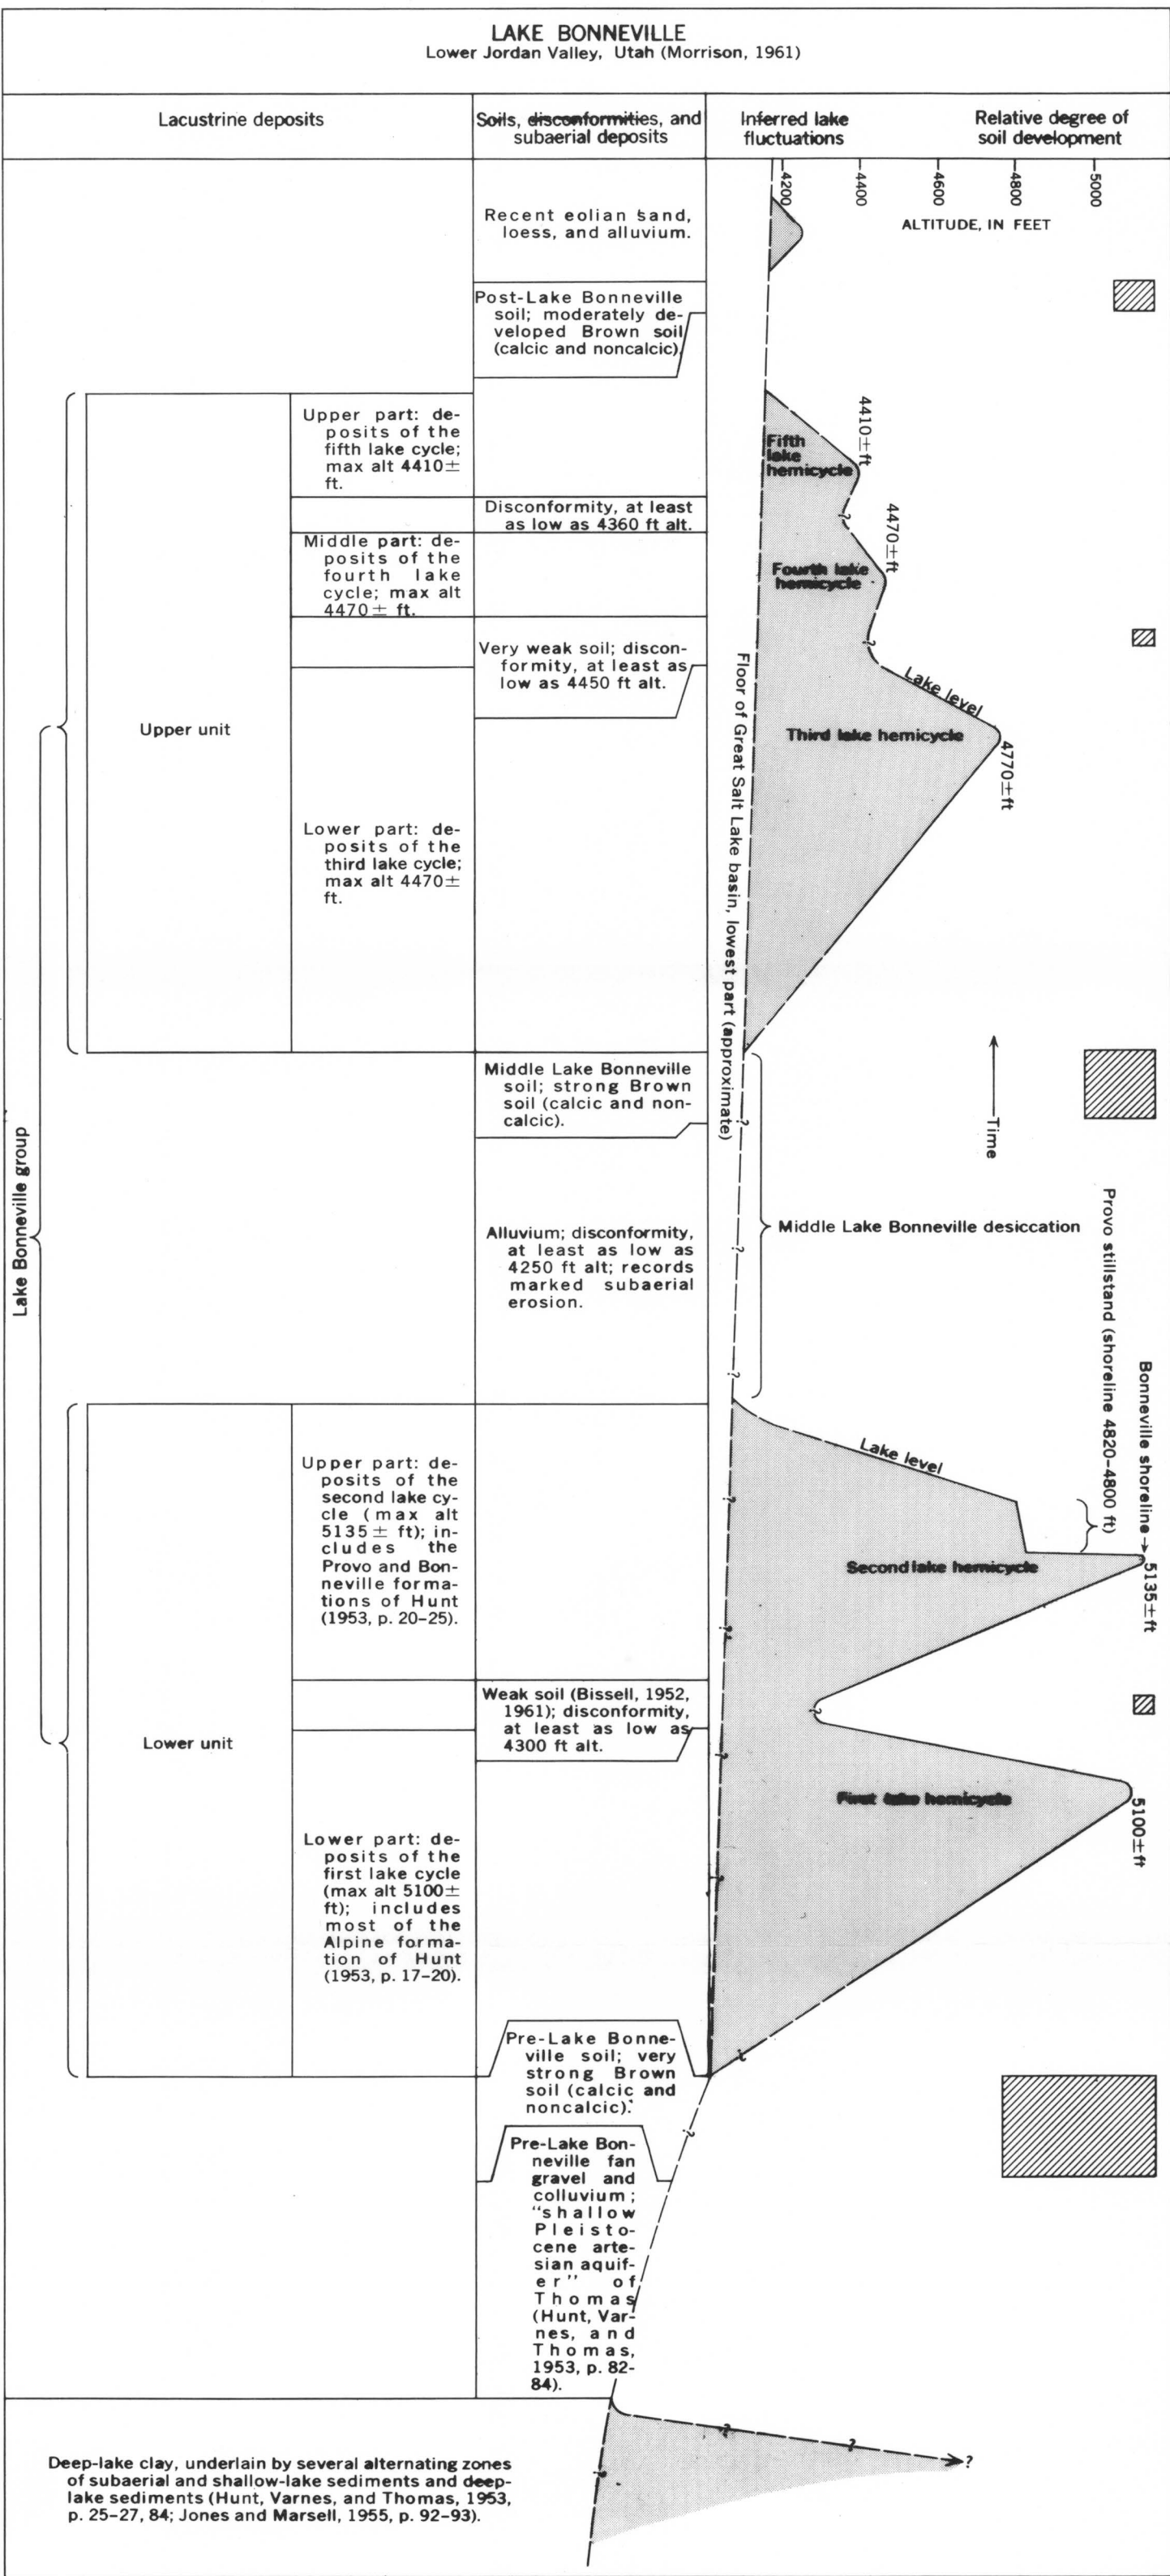 LAKE BONNEVILLE
Lower Jordan Valley, Utah (Morrison, 1961)
Lacustrine deposits
Soils, disconformities, and
subaerial deposits
Inferred lake
fluctuations
Relative degree of
soil development
4200
4400
4600
4800
5000
ALTITUDE, IN FEET
Recent eolian sand,
loess, and alluvium.
Post-Lake Bonneville
soil; moderately de-
veloped Brown soil
(calcic and noncalcic).
Upper part: de-
posits of the
fifth lake cycle;
max alt 4410±
ft.
Fifth
lake
hemicycle
4410±ft
Disconformity, at least
as low as 4360 ft alt.
?
Middle part: de-
posits of the
fourth lake
cycle; max alt
4470± ft.
Fourth lake
hemicycle
4470±ft
Very weak soil; discon-
formity, at least as
low as 4450 ft alt.
?
Lake level
Upper unit
Third lake hemicycle
4770±ft
Floor of Great Salt Lake basin, lowest part (approximate)
Lower part: de-
posits of the
third lake cycle;
max alt 4470±
ft.
Middle Lake Bonneville
soil; strong Brown
soil (calcic and non-
calcic).
?
Time
Lake Bonneville group
Alluvium; disconformity,
at least as low as
4250 ft alt; records
marked subaerial
erosion.
Middle Lake Bonneville desiccation
?
?
Provo stillstand (shoreline 4820–4800 ft)
Bonneville shoreline
Upper part: de-
posits of the
second lake cy-
cle (max alt
5135± ft); in-
cludes the
Provo and Bon-
neville forma-
tions of Hunt
(1953, p. 20–25).
Lake level
?
Second lake hemicycle
5135±ft
?
Weak soil (Bissell, 1952,
1961); disconformity,
at least as low as
4300 ft alt.
?
Lower unit
?
First lake hemicycle
5100±ft
Lower part: de-
posits of the
first lake cycle
(max alt 5100±
ft); includes
most of the
Alpine forma-
tion of Hunt
(1953, p. 17–20).
?
?
Pre-Lake Bonne-
ville soil; very
strong Brown
soil (calcic and
noncalcic).
?
Pre-Lake Bon-
neville fan
gravel and
colluvium;
"shallow
Pleisto-
cene arte-
sian aquif-
er" of
Thomas
(Hunt, Var-
nes, and
Thomas,
1953, p. 82-
84).
Deep-lake clay, underlain by several alternating zones
of subaerial and shallow-lake sediments and deep-
lake sediments (Hunt, Varnes, and Thomas, 1953,
p. 25–27, 84; Jones and Marsell, 1955, p. 92–93).
?
?
?
?